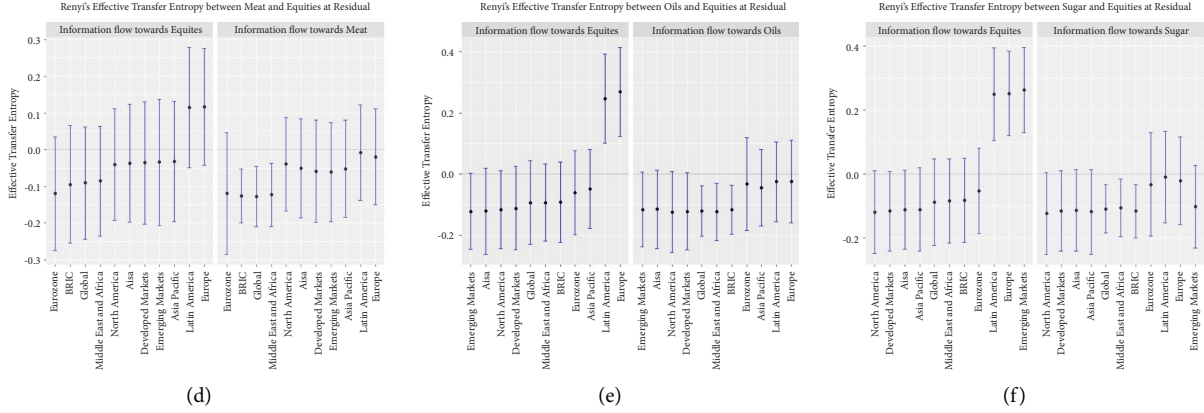 Renyi's Effective Transfer Entropy between Meat and Equities at Residual
Information flow towards Equites
Information flow towards Meat
Effective Transfer Entropy
0.3
0.2
0.1
0.0
-0.1
-0.2
-0.3
Eurozone
BRIC
Global
Middle East and Africa
North America
Aisa
Developed Markets
Emerging Markets
Asia Pacific
Latin America
Europe
Eurozone
BRIC
Global
Middle East and Africa
North America
Asia
Developed Markets
Emerging Markets
Asia Pacific
Latin America
Europe
(d)
Renyi's Effective Transfer Entropy between Oils and Equities at Residual
Information flow towards Equites
Information flow towards Oils
Effective Transfer Entropy
0.4
0.2
0.0
-0.2
Emerging Markets
Aisa
North America
Developed Markets
Global
Middle East and Africa
BRIC
Eurozone
Asia Pacific
Latin America
Europe
Emerging Markets
Asia
North America
Developed Markets
Global
Middle East and Africa
BRIC
Eurozone
Asia Pacific
Latin America
Europe
(e)
Renyi's Effective Transfer Entropy between Sugar and Equities at Residual
Information flow towards Equites
Information flow towards Sugar
Effective Transfer Entropy
0.4
0.2
0.0
-0.2
North America
Developed Markets
Aisa
Asia Pacific
Global
Middle East and Africa
BRIC
Eurozone
Latin America
Europe
Emerging Markets
North America
Developed Markets
Asia
Asia Pacific
Global
Middle East and Africa
BRIC
Eurozone
Latin America
Europe
Emerging Markets
(f)